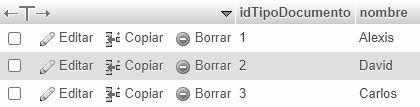 idTipoDocumento nombre
Editar Copiar Borrar 1 Alexis
Editar Copiar Borrar 2 David
Editar Copiar Borrar 3 Carlos